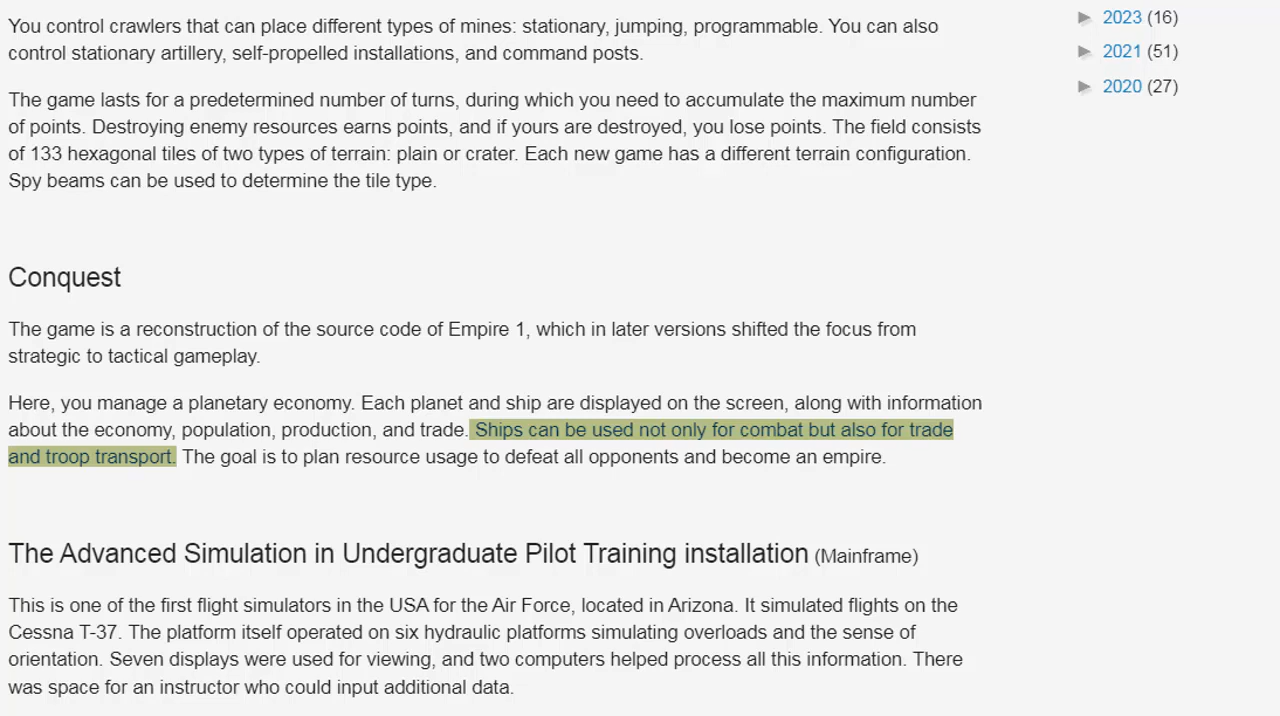 You control crawlers that can place different types of mines: stationary, jumping, programmable. You can also
control stationary artillery, self-propelled installations, and command posts.
The game lasts for a predetermined number of turns, during which you need to accumulate the maximum number
of points. Destroying enemy resources earns points, and if yours are destroyed, you lose points. The field consists
of 133 hexagonal tiles of two types of terrain: plain or crater. Each new game has a different terrain configuration.
Spy beams can be used to determine the tile type.
Conquest
The game is a reconstruction of the source code of Empire 1, which in later versions shifted the focus from
strategic to tactical gameplay.
Here, you manage a planetary economy. Each planet and ship are displayed on the screen, along with information
about the economy, population, production, and trade. Ships can be used not only for combat but also for trade
and troop transport. The goal is to plan resource usage to defeat all opponents and become an empire.
The Advanced Simulation in Undergraduate Pilot Training installation (Mainframe)
This is one of the first flight simulators in the USA for the Air Force, located in Arizona. It simulated flights on the
Cessna T-37. The platform itself operated on six hydraulic platforms simulating overloads and the sense of
orientation. Seven displays were used for viewing, and two computers helped process all this information. There
was space for an instructor who could input additional data.
► 2023 (16)
► 2021 (51)
► 2020 (27)